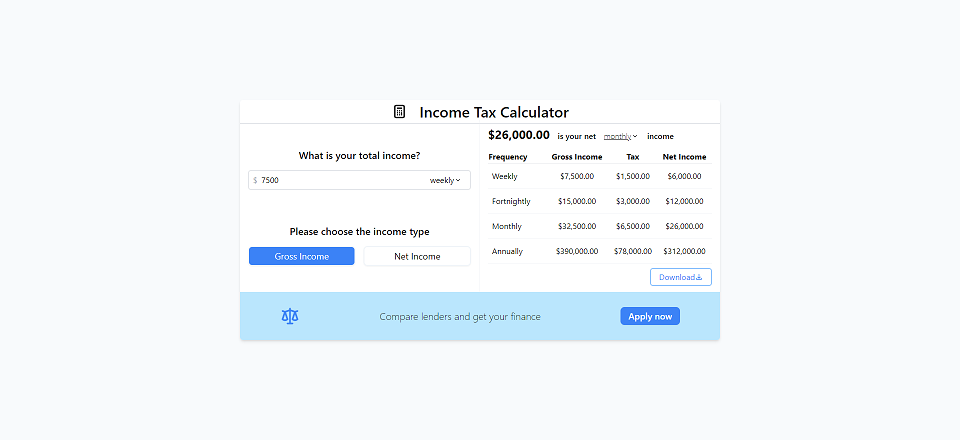 Income Tax Calculator
What is your total income?
$ 7500 weekly
Please choose the income type
Gross Income Net Income
$26,000.00 is your net monthly income
Frequency Gross Income Tax Net Income
Weekly $7,500.00 $1,500.00 $6,000.00
Fortnightly $15,000.00 $3,000.00 $12,000.00
Monthly $32,500.00 $6,500.00 $26,000.00
Annually $390,000.00 $78,000.00 $312,000.00
Download
Compare lenders and get your finance Apply now